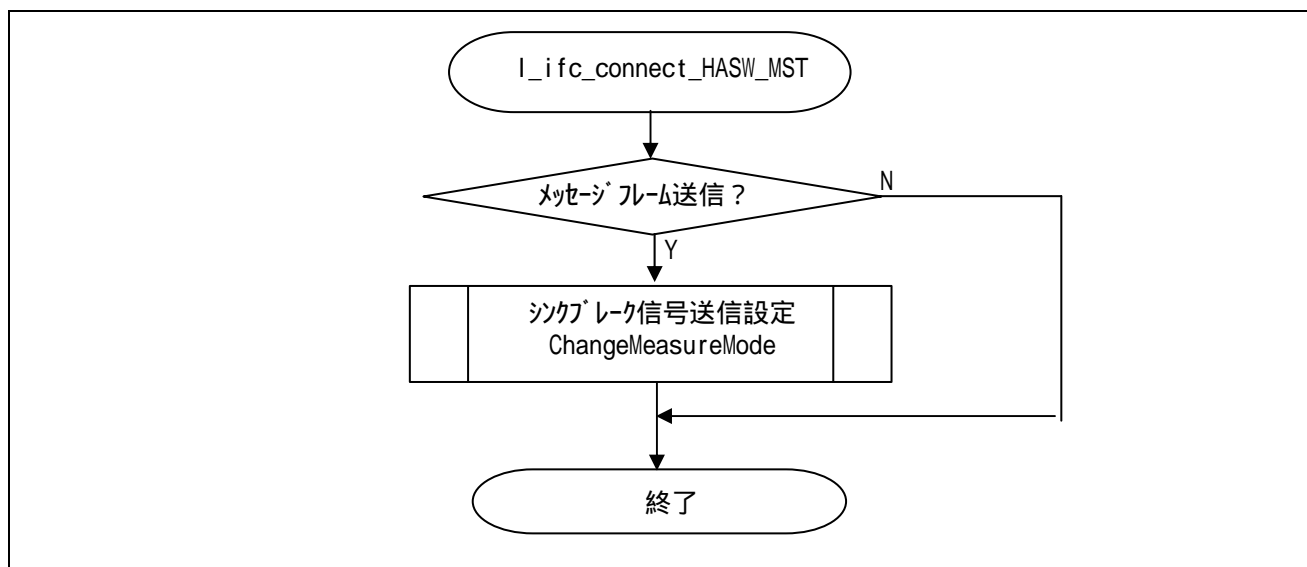 l_ifc_connect_HASW_MST
ﾒｯｾｰｼﾞﾌﾚｰﾑ送信？
N
Y
ｼﾝｸﾌﾞﾚｰｸ信号送信設定
ChangeMeasureMode
終了